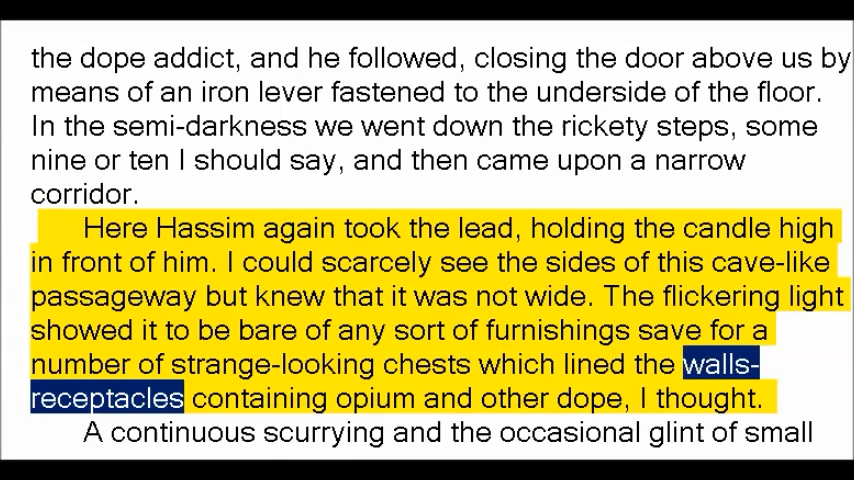 the dope addict, and he followed, closing the door above us by
means of an iron lever fastened to the underside of the floor.
In the semi-darkness we went down the rickety steps, some
nine or ten I should say, and then came upon a narrow
corridor.
Here Hassim again took the lead, holding the candle high
in front of him. I could scarcely see the sides of this cave-like
passageway but knew that it was not wide. The flickering light
showed it to be bare of any sort of furnishings save for a
number of strange-looking chests which lined the walls-
receptacles containing opium and other dope, I thought.
A continuous scurrying and the occasional glint of small